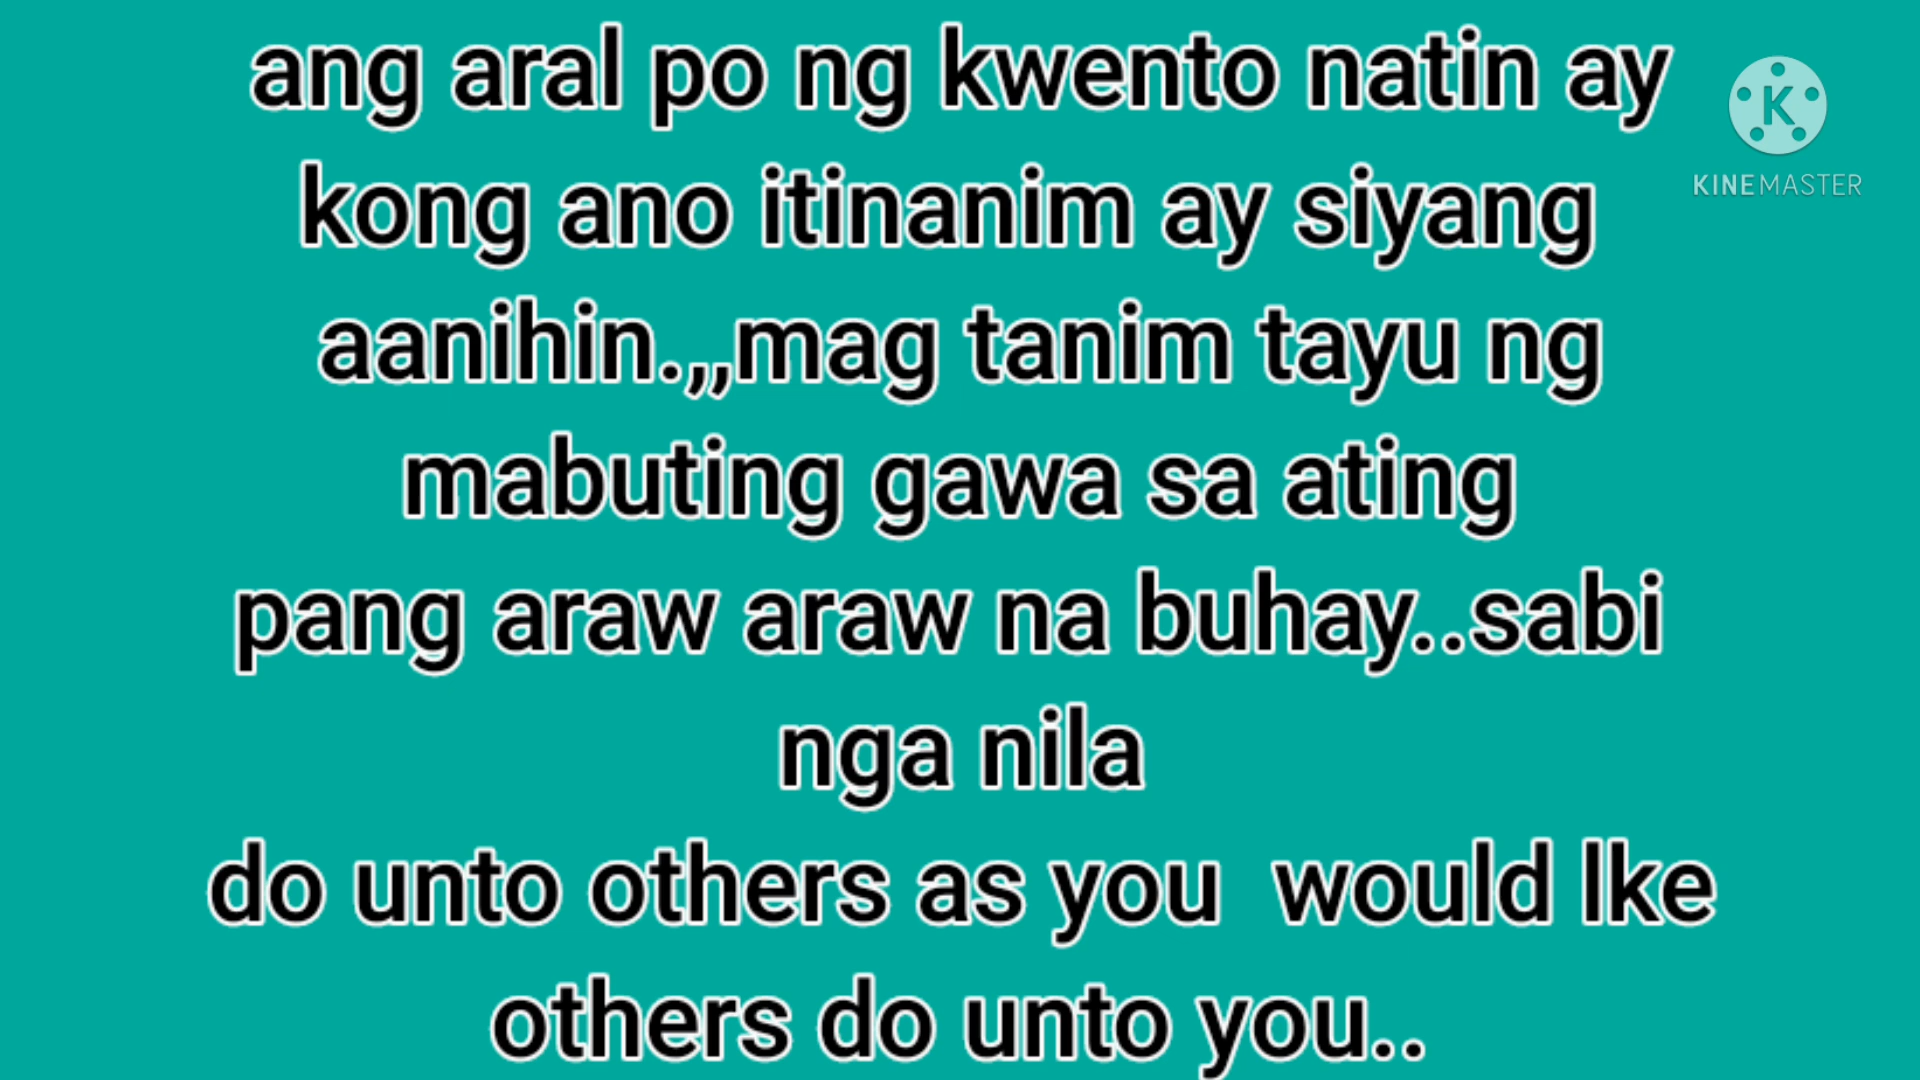 ang aral po ng kwento natin ay
kong ano itinanim ay siyang
aanihin.,,,mag tanim tayu ng
mabuting gawa sa ating
pang araw araw na buhay..sabi
nga nila
do unto others as you  would lke
others do unto you..
K
KINEMASTER